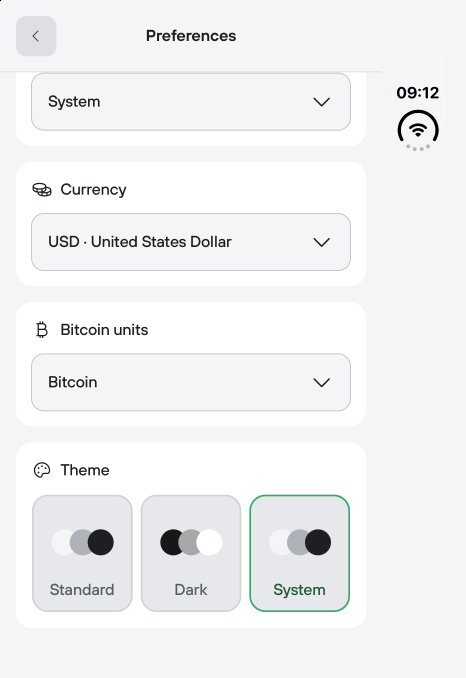 Preferences
09:12
System
Currency
USD · United States Dollar
Bitcoin units
Bitcoin
Theme
Standard
Dark
System